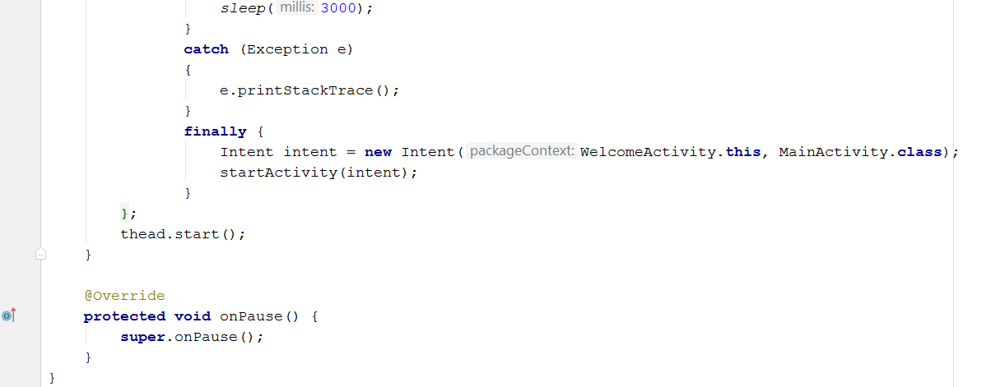 sleep( millis: 3000);
}
catch (Exception e)
{
e.printStackTrace();
}
finally {
Intent intent = new Intent( packageContext: WelcomeActivity.this, MainActivity.class);
startActivity(intent);
}
};
thead.start();
}
@Override
protected void onPause() {
super.onPause();
}
}